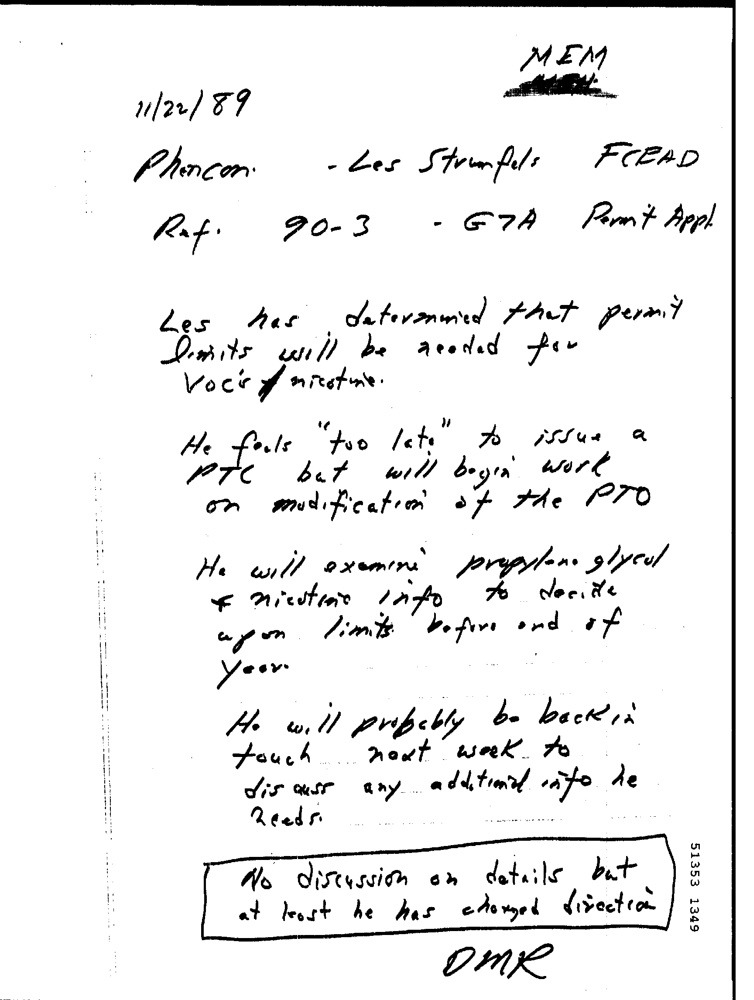 MEM
11/22/89
Phoncon. - Les Strumfels FCEAD
Ref. 90-3 - G7A Permit Appl.
Les has determined that permit
limits will be needed for
VOC's & nicotine.
He feels "too late" to issue a
PTC but will begin work
on modification of the PTO
He will examine propylene glycol
& nicotine info to decide
upon limits before end of
year.
He will probably be back in
touch next week to
discuss any additional info he
needs.
No discussion on details but
at least he has changed direction
DMR
51353 1349